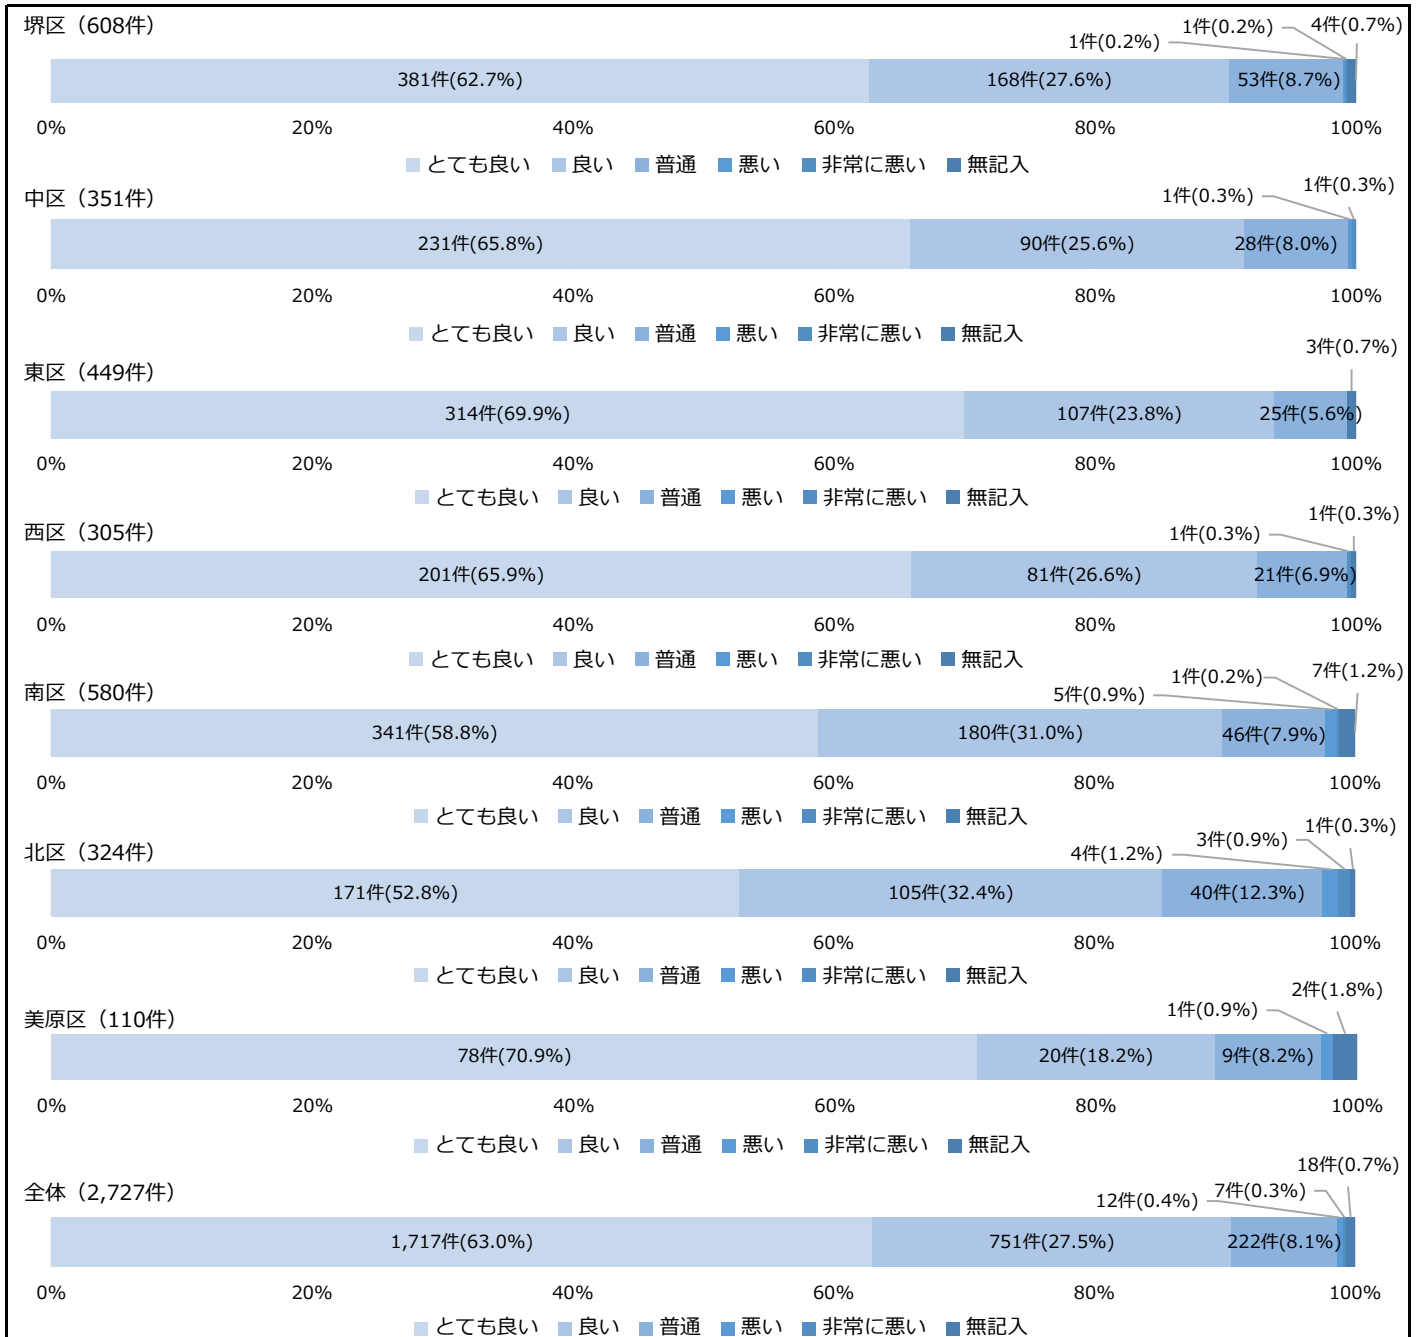 堺区（608件）
1件(0.2%)
1件(0.2%)
4件(0.7%)
381件(62.7%)
168件(27.6%)
53件(8.7%)
0% 20% 40% 60% 80% 100%
とても良い 良い 普通 悪い 非常に悪い 無記入
中区（351件）
1件(0.3%)
1件(0.3%)
231件(65.8%)
90件(25.6%)
28件(8.0%)
0% 20% 40% 60% 80% 100%
とても良い 良い 普通 悪い 非常に悪い 無記入
東区（449件）
3件(0.7%)
314件(69.9%)
107件(23.8%)
25件(5.6%)
0% 20% 40% 60% 80% 100%
とても良い 良い 普通 悪い 非常に悪い 無記入
西区（305件）
1件(0.3%)
1件(0.3%)
201件(65.9%)
81件(26.6%)
21件(6.9%)
0% 20% 40% 60% 80% 100%
とても良い 良い 普通 悪い 非常に悪い 無記入
南区（580件）
5件(0.9%)
1件(0.2%)
7件(1.2%)
341件(58.8%)
180件(31.0%)
46件(7.9%)
0% 20% 40% 60% 80% 100%
とても良い 良い 普通 悪い 非常に悪い 無記入
北区（324件）
4件(1.2%)
3件(0.9%)
1件(0.3%)
171件(52.8%)
105件(32.4%)
40件(12.3%)
0% 20% 40% 60% 80% 100%
とても良い 良い 普通 悪い 非常に悪い 無記入
美原区（110件）
1件(0.9%)
2件(1.8%)
78件(70.9%)
20件(18.2%)
9件(8.2%)
0% 20% 40% 60% 80% 100%
とても良い 良い 普通 悪い 非常に悪い 無記入
全体（2,727件）
12件(0.4%)
7件(0.3%)
18件(0.7%)
1,717件(63.0%)
751件(27.5%)
222件(8.1%)
0% 20% 40% 60% 80% 100%
とても良い 良い 普通 悪い 非常に悪い 無記入